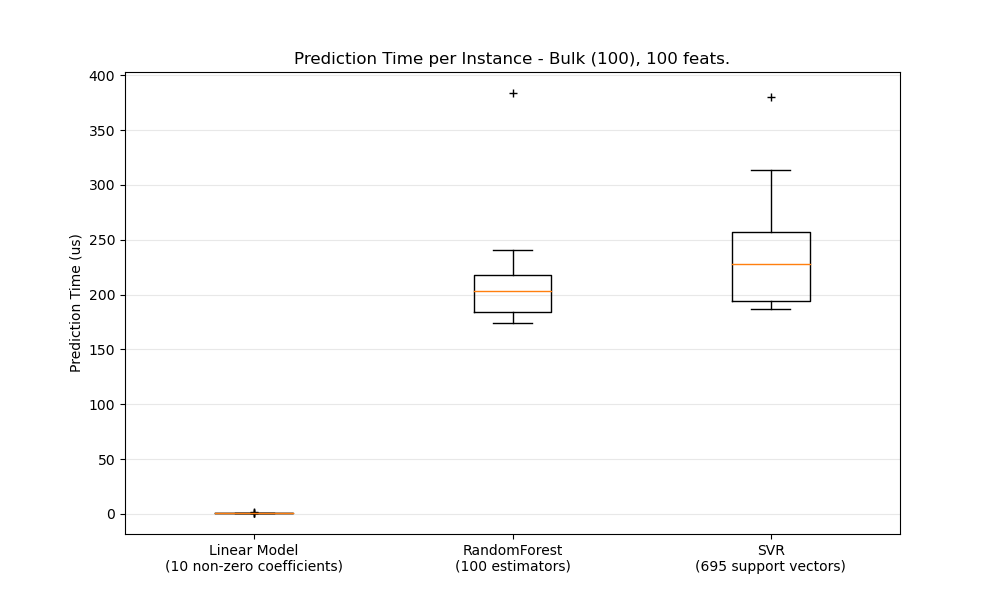 Prediction Time per Instance - Bulk (100), 100 feats.
400
350
300
250
200
150
100
50
0
Prediction Time (us)
Linear Model
(10 non-zero coefficients)
RandomForest
(100 estimators)
SVR
(695 support vectors)